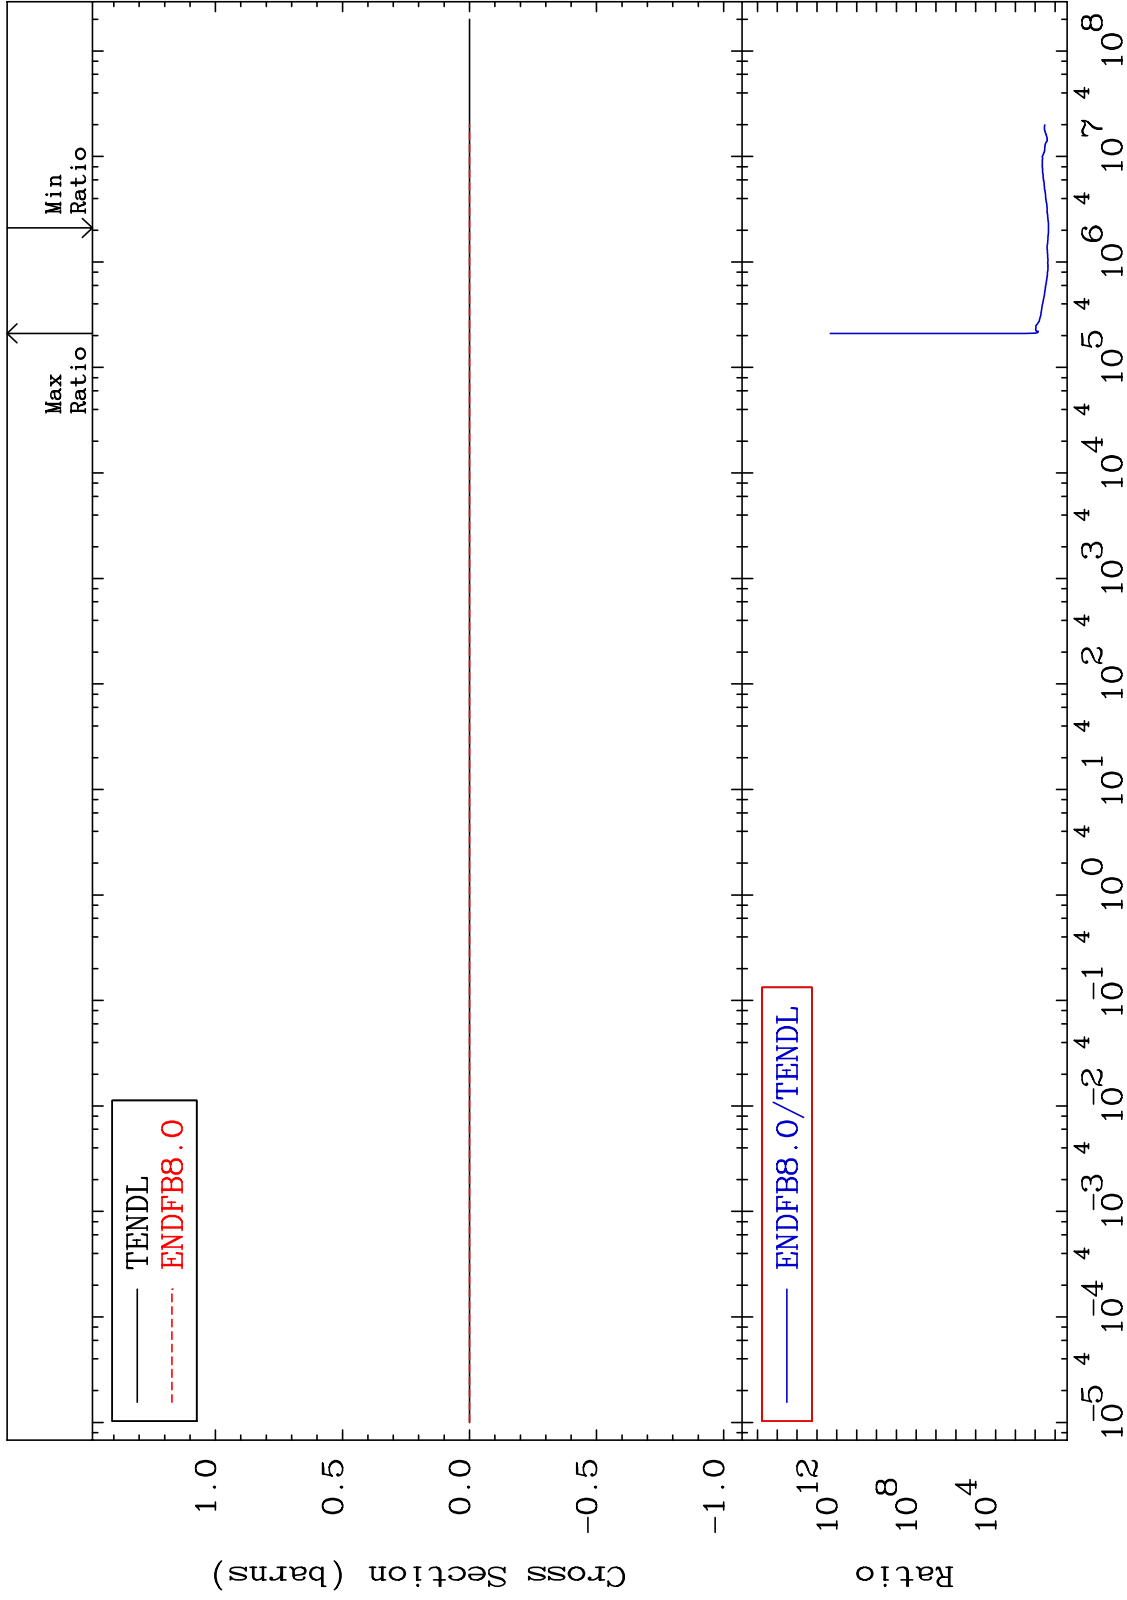 Max
Ratio
Min
Ratio
Cross Section (barns)
1.0
0.5
0.0
-0.5
-1.0
TENDL
ENDFB8.0
Ratio
10^12
10^8
10^4
ENDFB8.0/TENDL
10^-5 4 10^-4 4 10^-3 4 10^-2 4 10^-1 4 10^0 4 10^1 4 10^2 4 10^3 4 10^4 4 10^5 4 10^6 4 10^7 4 10^8